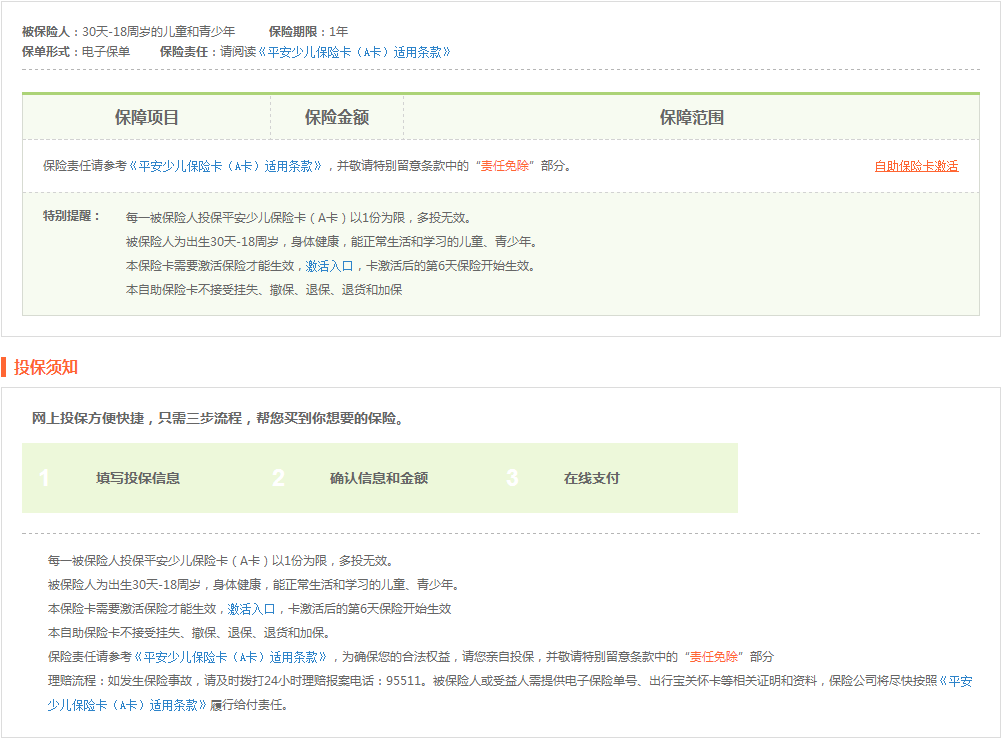 被保险人：30天-18周岁的儿童和青少年 保险期限：1年
保单形式：电子保单 保险责任：请阅读《平安少儿保险卡（A卡）适用条款》
保障项目 保险金额 保障范围
保险责任请参考《平安少儿保险卡（A卡）适用条款》，并敬请特别留意条款中的“责任免除”部分。 自助保险卡激活
特别提醒： 每一被保险人投保平安少儿保险卡（A卡）以1份为限，多投无效。
被保险人为出生30天-18周岁，身体健康，能正常生活和学习的儿童、青少年。
本保险卡需要激活保险才能生效，激活入口，卡激活后的第6天保险开始生效。
本自助保险卡不接受挂失、撤保、退保、退货和加保
投保须知
网上投保方便快捷，只需三步流程，帮您买到你想要的保险。
1 填写投保信息 2 确认信息和金额 3 在线支付
每一被保险人投保平安少儿保险卡（A卡）以1份为限，多投无效。
被保险人为出生30天-18周岁，身体健康，能正常生活和学习的儿童、青少年。
本保险卡需要激活保险才能生效，激活入口，卡激活后的第6天保险开始生效
本自助保险卡不接受挂失、撤保、退保、退货和加保。
保险责任请参考《平安少儿保险卡（A卡）适用条款》，为确保您的合法权益，请您亲自投保，并敬请特别留意条款中的“责任免除”部分
理赔流程：如发生保险事故，请及时拨打24小时理赔报案电话：95511。被保险人或受益人需提供电子保险单号、出行宝关怀卡等相关证明和资料，保险公司将尽快按照《平安
少儿保险卡（A卡）适用条款》履行给付责任。